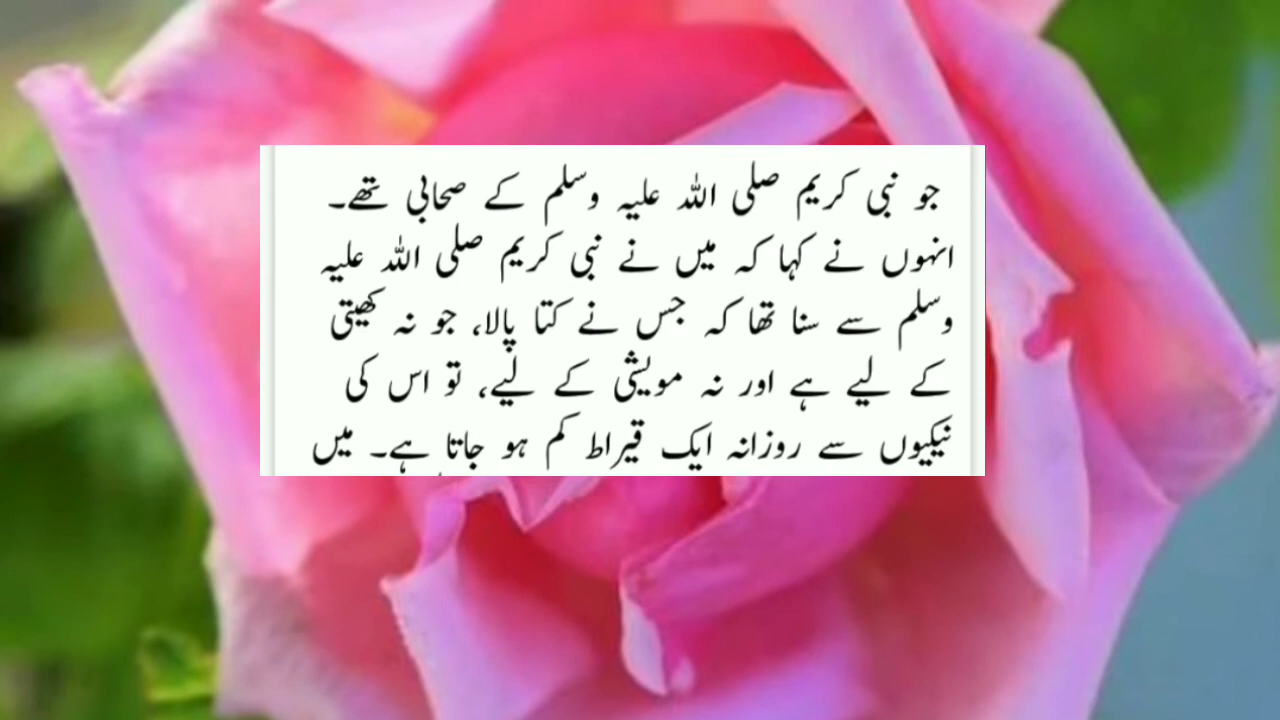 جو نبی کریم صلی اللہ علیہ وسلم کے صحابی تھے۔
انہوں نے کہا کہ میں نے نبی کریم صلی اللہ علیہ
وسلم سے سنا تھا کہ جس نے کتا پالا، جو نہ کھیتی
کے لیے ہے اور نہ مویشی کے لیے، تو اس کی
نیکیوں سے روزانہ ایک قیراط کم ہو جاتا ہے۔ میں